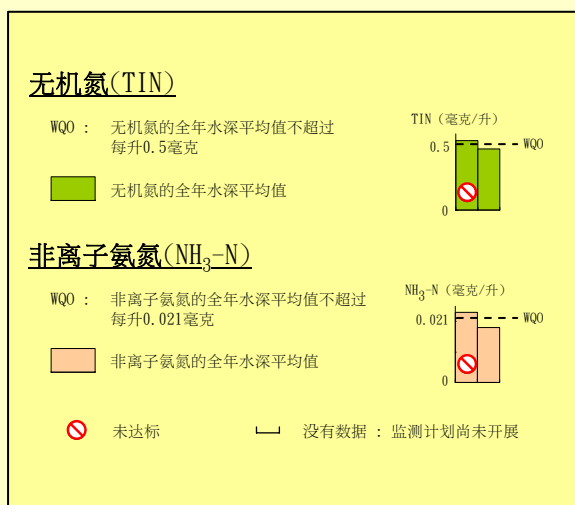 无机氮(TIN)
WQO : 无机氮的全年水深平均值不超过
每升0.5毫克
无机氮的全年水深平均值
TIN (毫克/升)
0.5
WQO
0
非离子氨氮(NH3-N)
WQO : 非离子氨氮的全年水深平均值不超过
每升0.021毫克
非离子氨氮的全年水深平均值
NH3-N (毫克/升)
0.021
WQO
0
未达标
没有数据 : 监测计划尚未开展